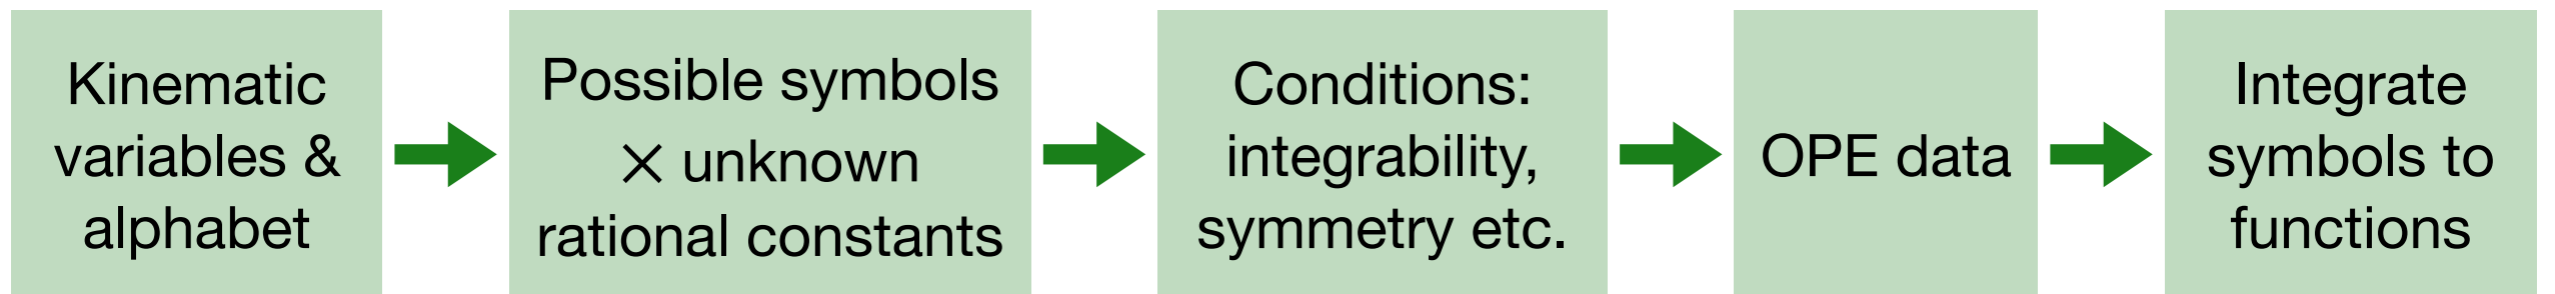 Kinematic
variables &
alphabet
Possible symbols
× unknown
rational constants
Conditions:
integrability,
symmetry etc.
OPE data
Integrate
symbols to
functions